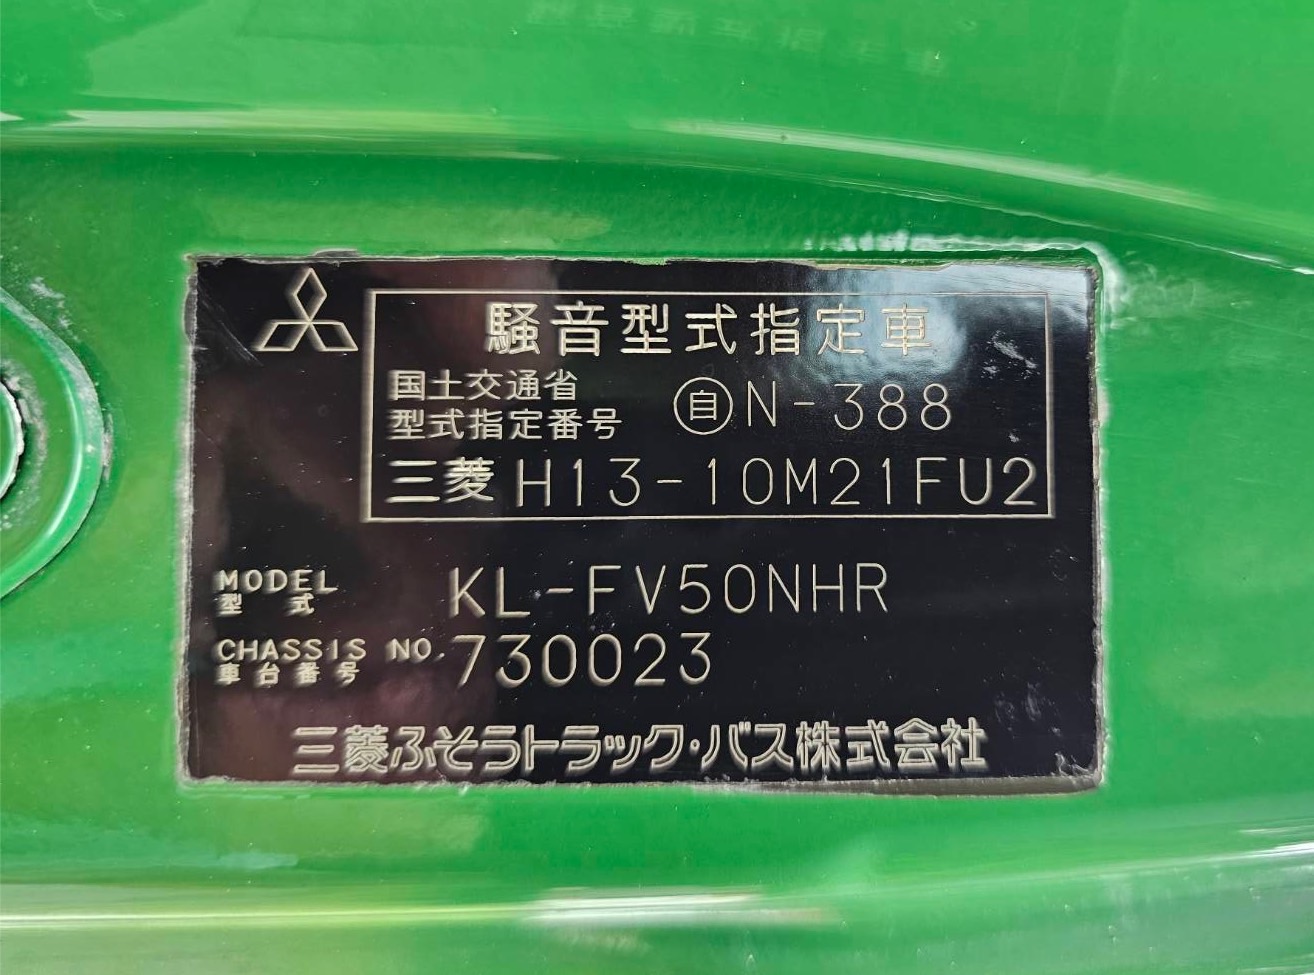 騒音型式指定車
国土交通省
型式指定番号 自N-388
三菱 H13-10M21FU2
MODEL
型式 KL-FV50NHR
CHASSIS NO.
車台番号 730023
三菱ふそうトラック・バス株式会社